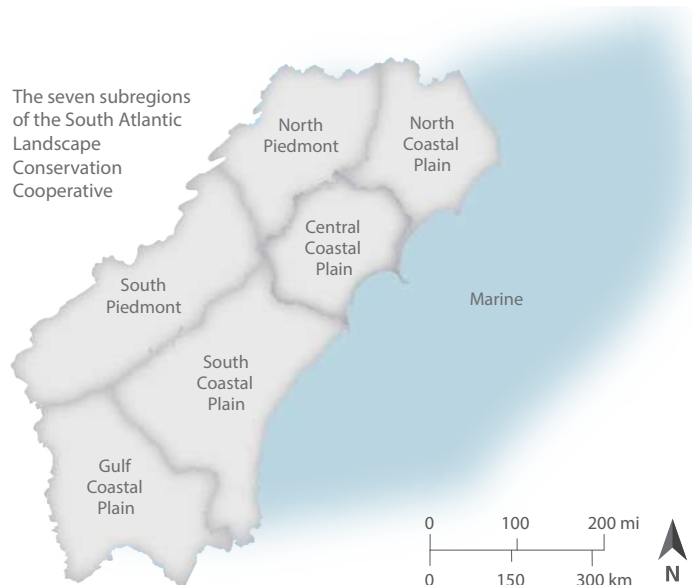 The seven subregions
of the South Atlantic
Landscape
Conservation
Cooperative
North
Piedmont
North
Coastal
Plain
Central
Coastal
Plain
South
Piedmont
Marine
South
Coastal
Plain
Gulf
Coastal
Plain
0 100 200 mi
0 150 300 km
N